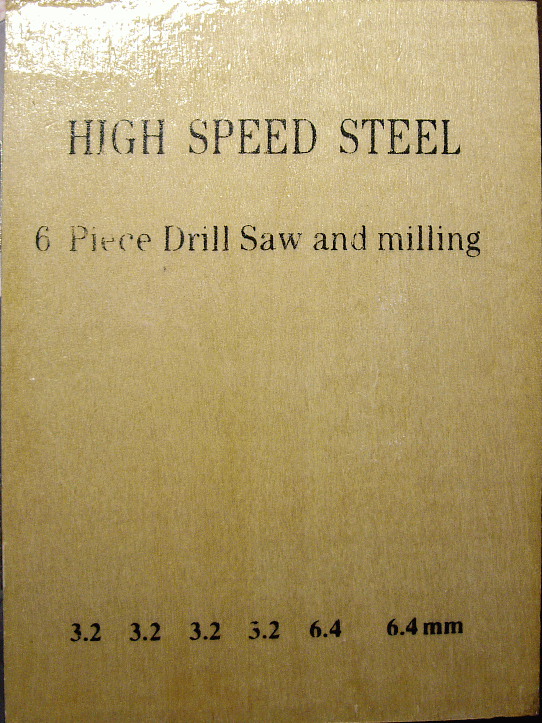 HIGH SPEED STEEL
6 Piece Drill Saw and milling
3.2 3.2 3.2 3.2 6.4 6.4 mm